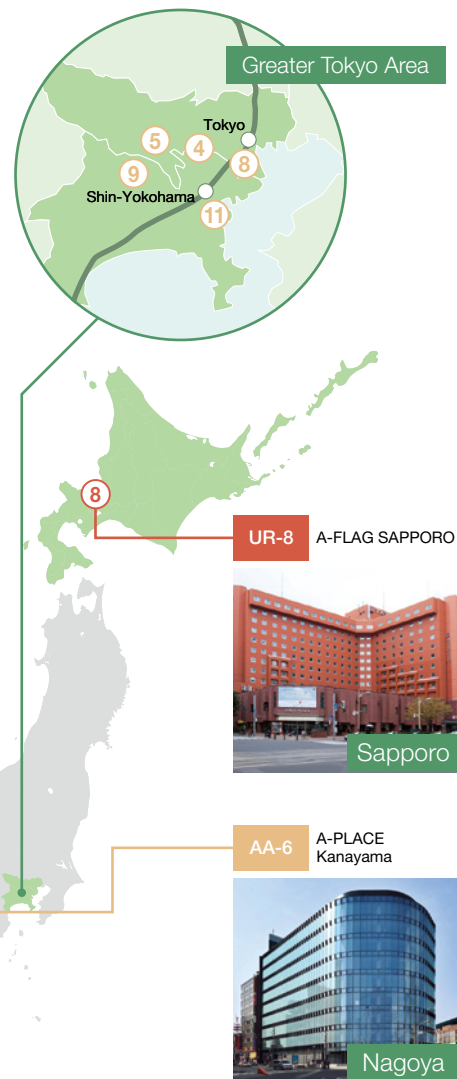 Greater Tokyo Area
Tokyo
5
4
8
9
Shin-Yokohama
11
8
UR-8
A-FLAG SAPPORO
Sapporo
AA-6
A-PLACE
Kanayama
Nagoya